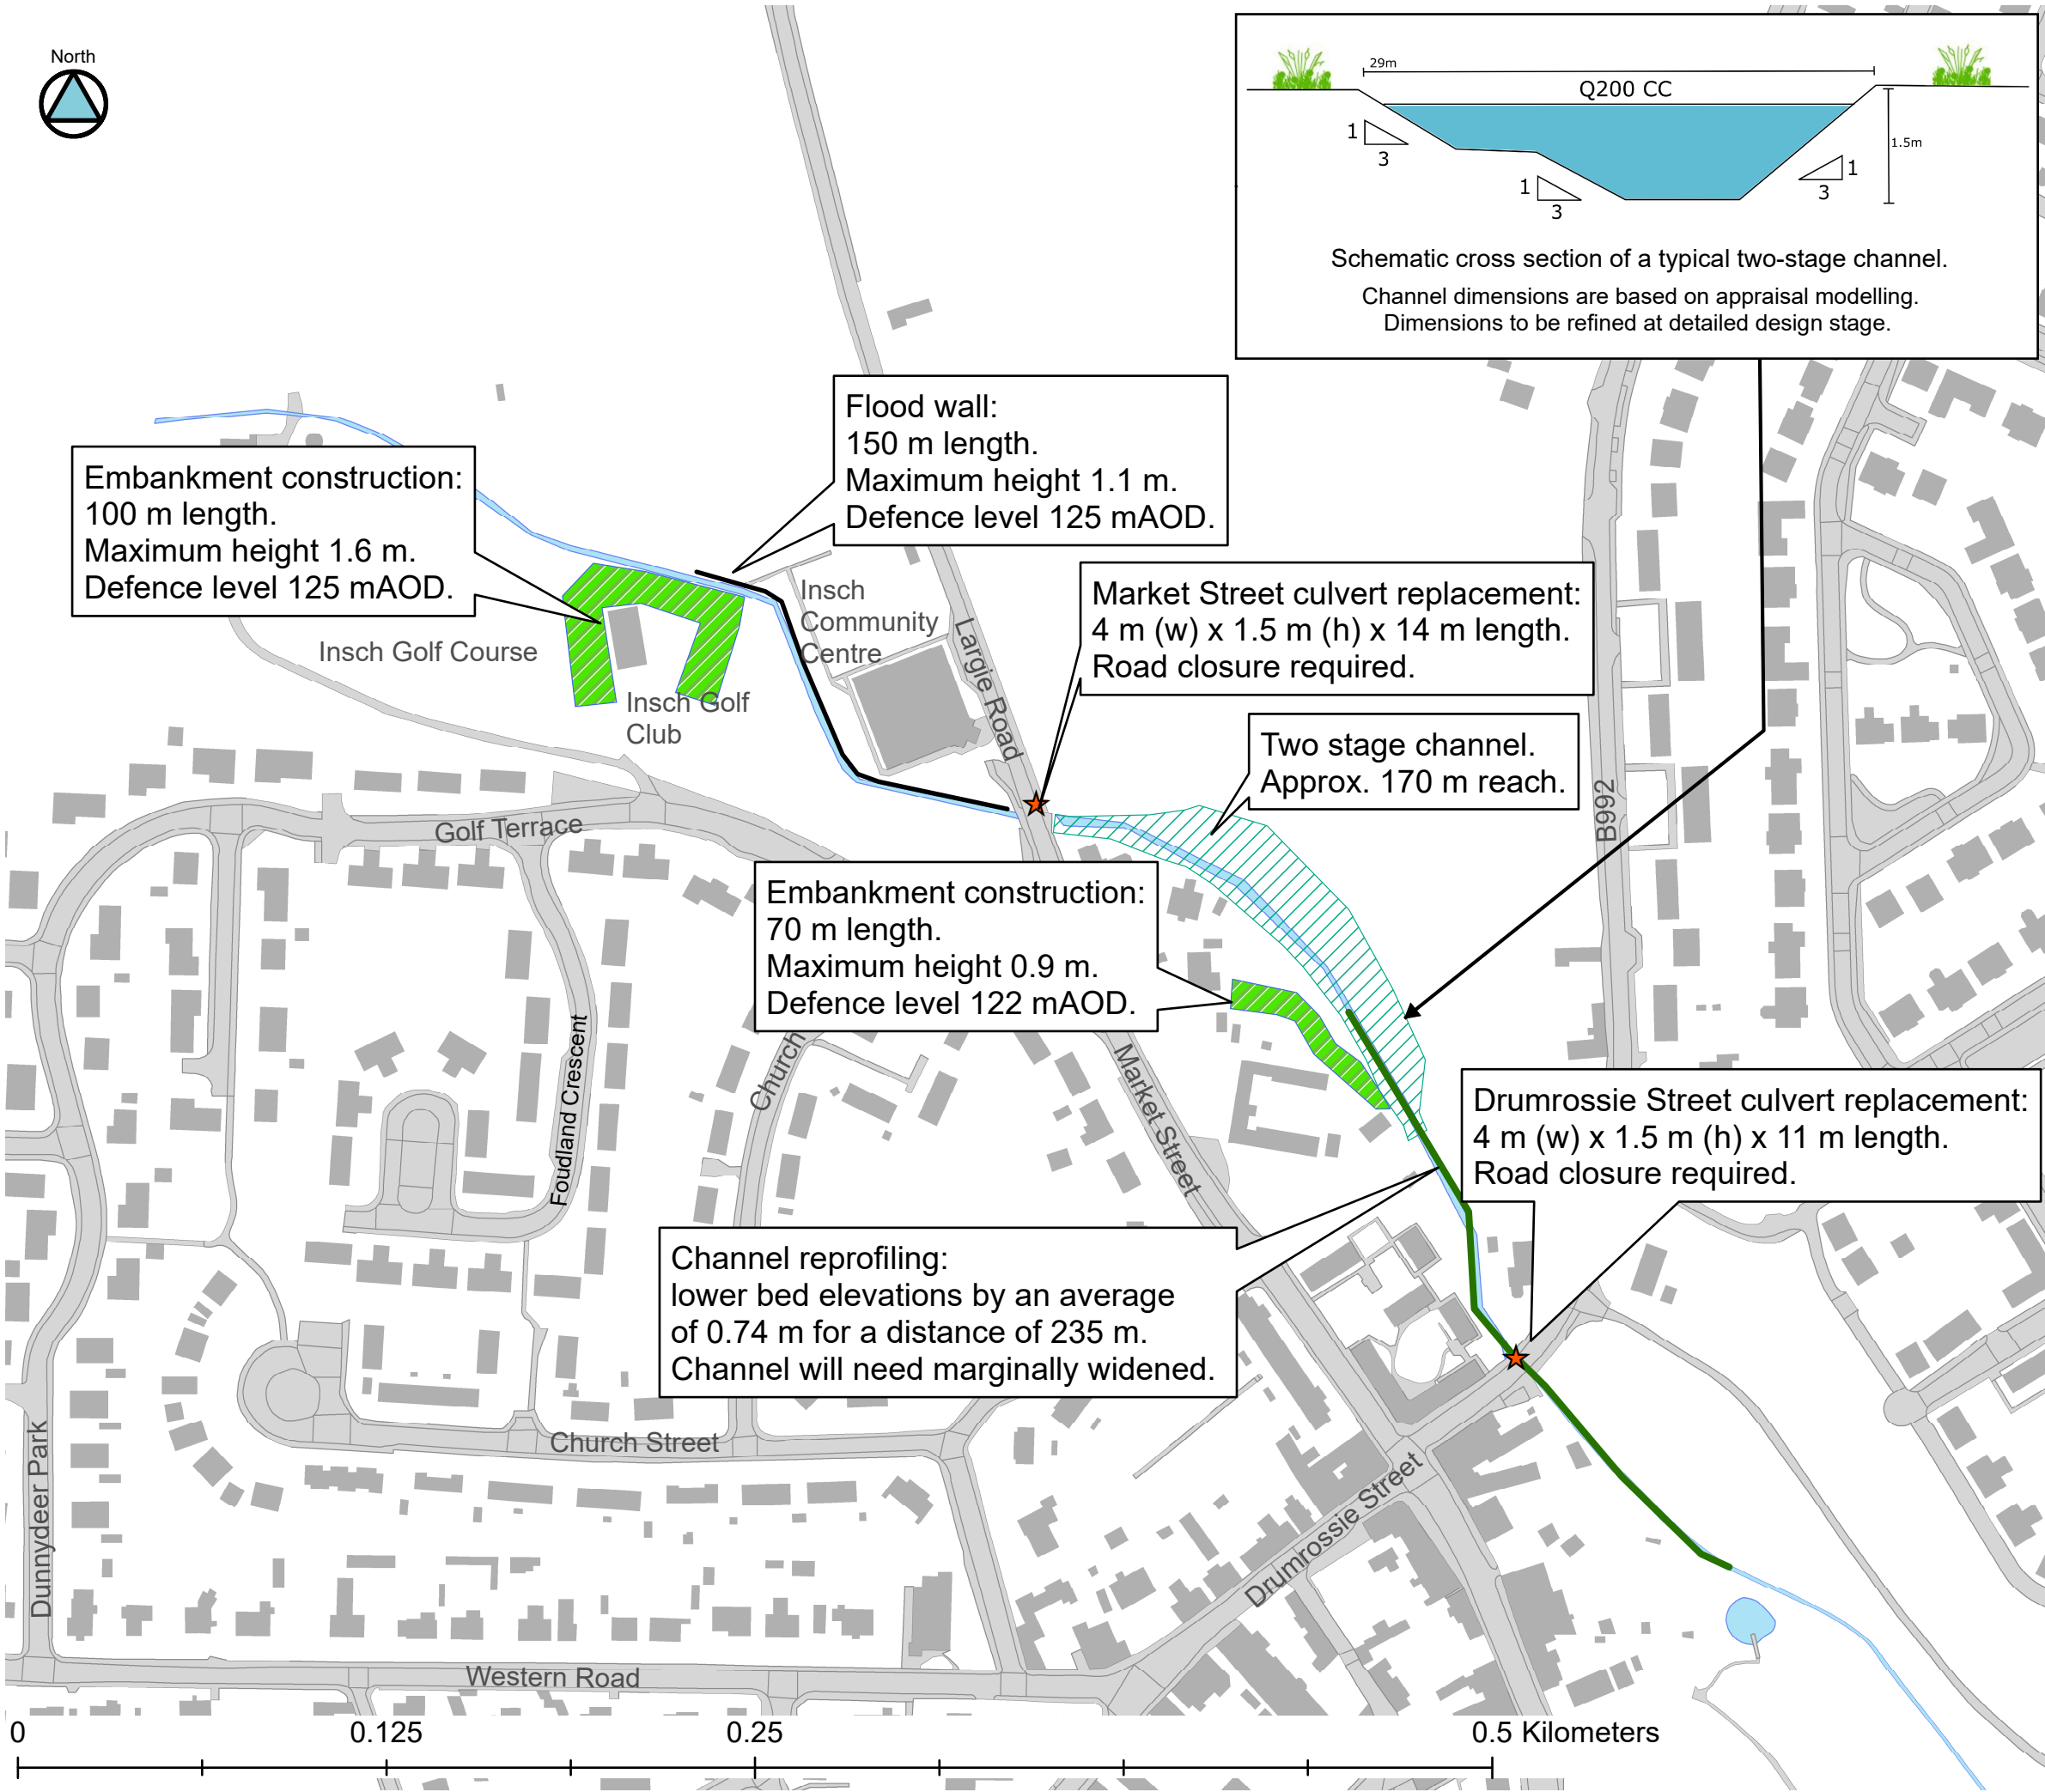 North
29m
Q200 CC
1
3
1
3
1
3
1.5m
Schematic cross section of a typical two-stage channel.
Channel dimensions are based on appraisal modelling.
Dimensions to be refined at detailed design stage.
Flood wall:
150 m length.
Maximum height 1.1 m.
Defence level 125 mAOD.
Embankment construction:
100 m length.
Maximum height 1.6 m.
Defence level 125 mAOD.
Market Street culvert replacement:
4 m (w) x 1.5 m (h) x 14 m length.
Road closure required.
Insch
Community
Centre
Largie Road
Insch Golf Course
Insch Golf
Club
Two stage channel.
Approx. 170 m reach.
B992
Golf Terrace
Embankment construction:
70 m length.
Maximum height 0.9 m.
Defence level 122 mAOD.
Foudland Crescent
Church
Market Street
Drumrossie Street culvert replacement:
4 m (w) x 1.5 m (h) x 11 m length.
Road closure required.
Channel reprofiling:
lower bed elevations by an average
of 0.74 m for a distance of 235 m.
Channel will need marginally widened.
Church Street
Dunnydeer Park
Drumrossie Street
Western Road
0 0.125 0.25 0.5 Kilometers